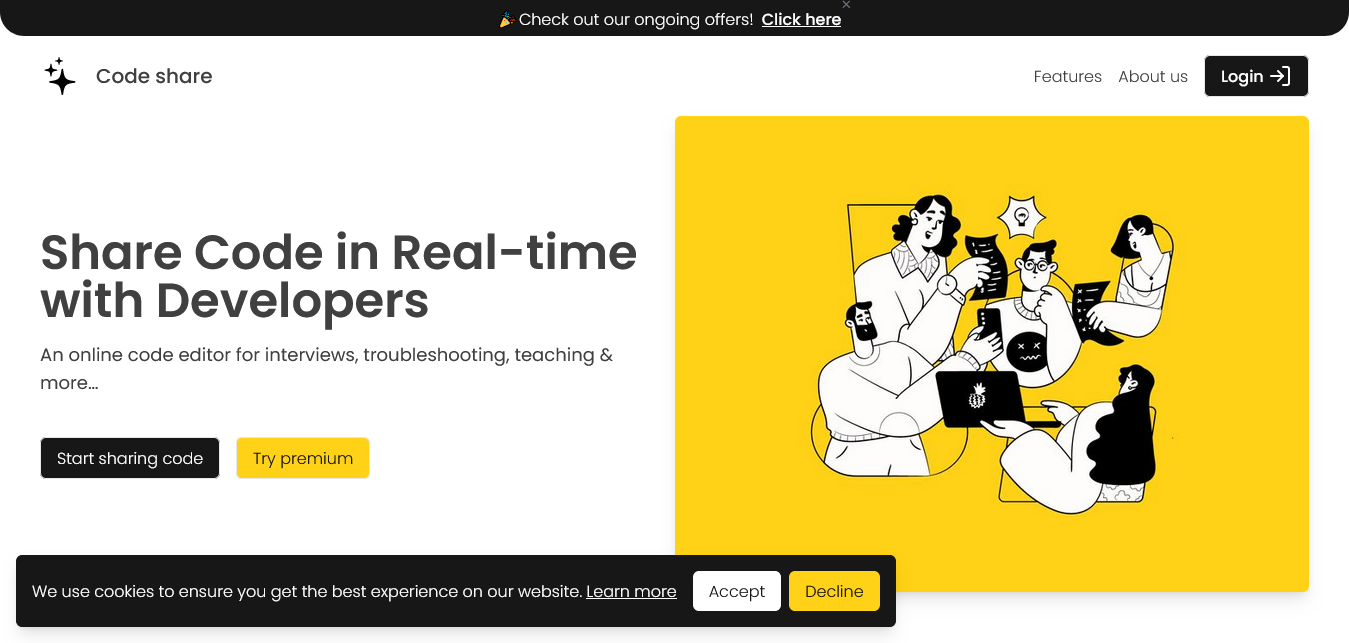 🎉 Check out our ongoing offers! Click here
×
Code share
Features
About us
Login
Share Code in Real-time
with Developers
An online code editor for interviews, troubleshooting, teaching &
more...
Start sharing code
Try premium
We use cookies to ensure you get the best experience on our website. Learn more
Accept
Decline